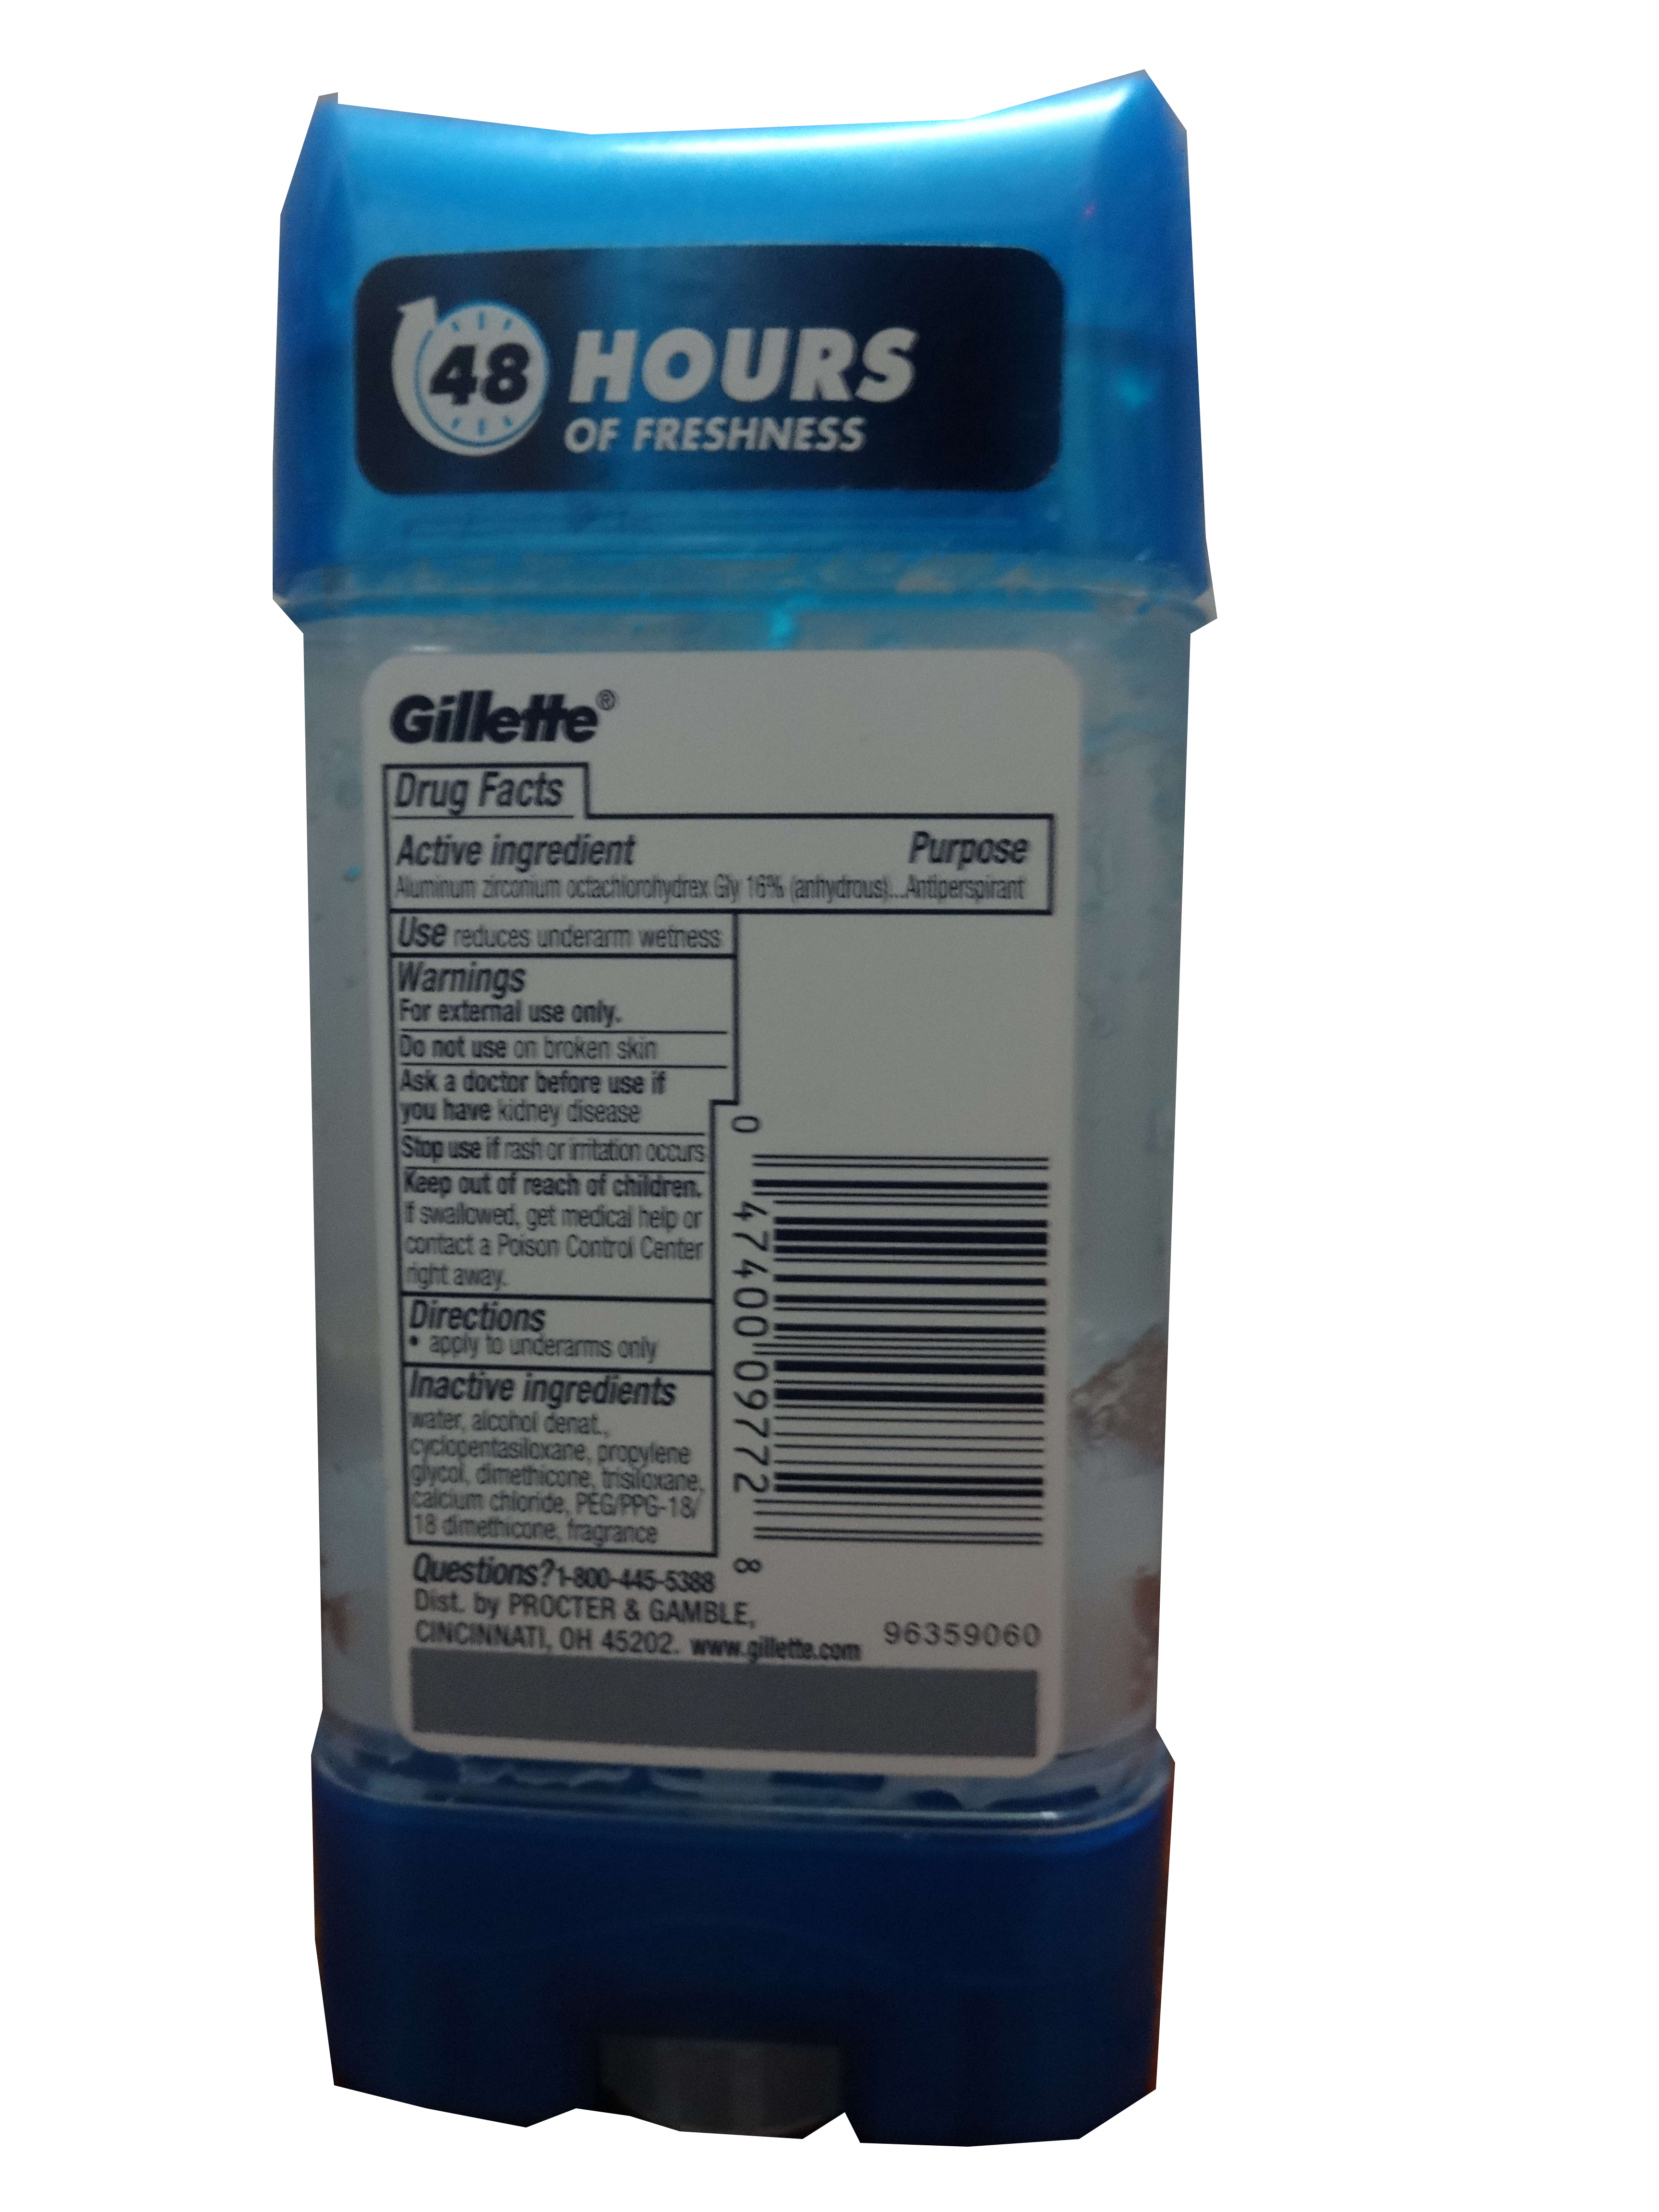 48 HOURS
OF FRESHNESS
Gillette®
Drug Facts
Active ingredient Purpose
Aluminum zirconium octachlorohydrex Gly 16% (anhydrous)...Antiperspirant
Use reduces underarm wetness
Warnings
For external use only.
Do not use on broken skin
Ask a doctor before use if
you have kidney disease
Stop use if rash or irritation occurs
Keep out of reach of children.
If swallowed, get medical help or
contact a Poison Control Center
right away.
Directions
• apply to underarms only
Inactive ingredients
water, alcohol denat.,
cyclopentasiloxane, propylene
glycol, dimethicone, trisiloxane,
calcium chloride, PEG/PPG-18/
18 dimethicone, fragrance
0 47400 09772 8
Questions? 1-800-445-5388
Dist. by PROCTER & GAMBLE,
CINCINNATI, OH 45202. www.gillette.com
96359060